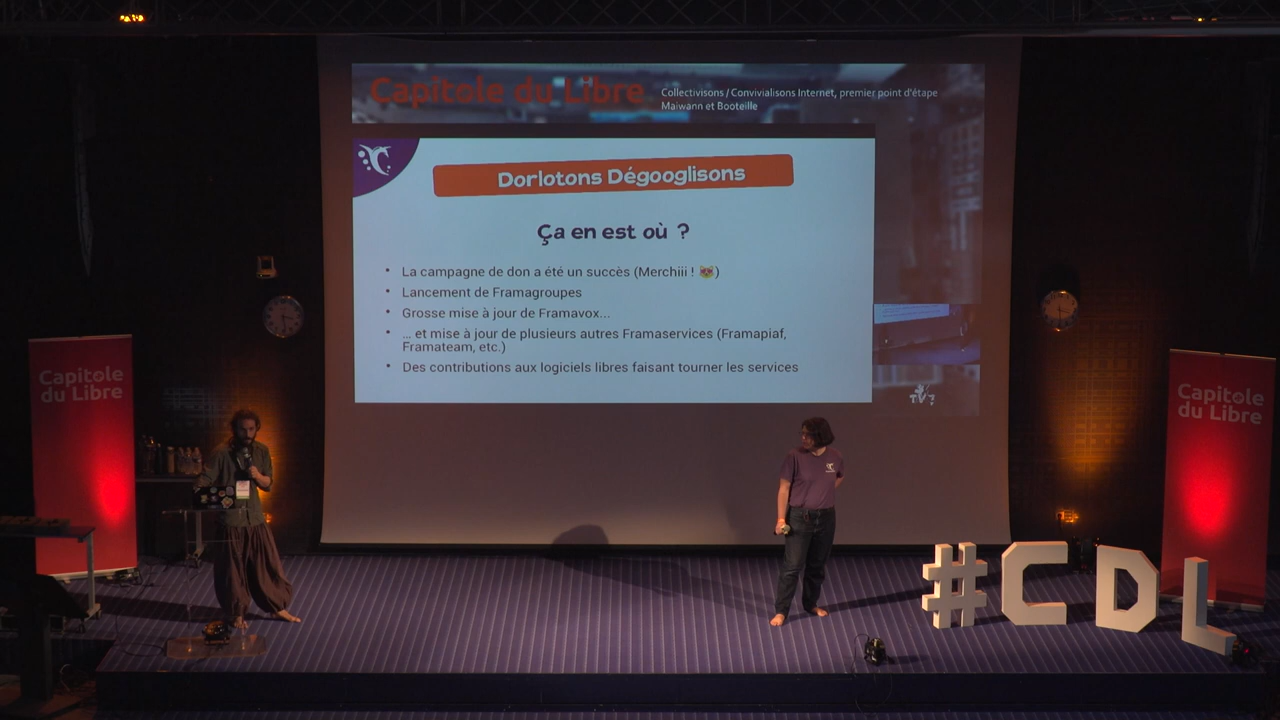 Capitole du Libre
Collectivisons / Convivialisons Internet, premier point d'étape
Maiwann et Booteille
Dorlotons Dégooglisons
Ça en est où ?
• La campagne de don a été un succès (Merchiii ! 😻)
• Lancement de Framagroupes
• Grosse mise à jour de Framavox...
• ... et mise à jour de plusieurs autres Framaservices (Framapiaf,
Framateam, etc.)
• Des contributions aux logiciels libres faisant tourner les services
Capitole
du Libre
Capitole
du Libre
#CDL